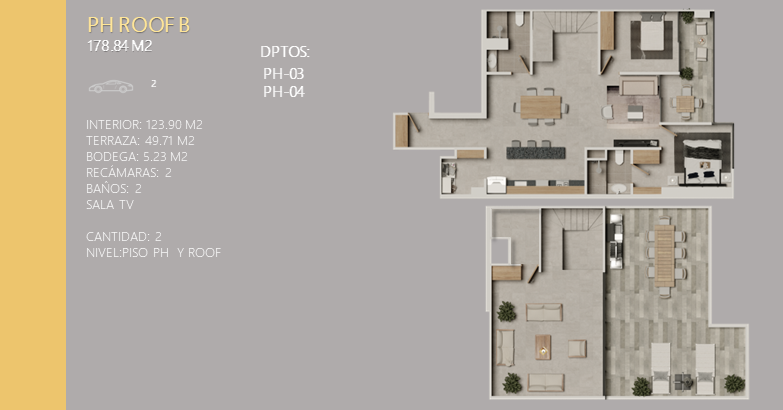 PH ROOF B
178.84 M2
2
DPTOS:
PH-03
PH-04
INTERIOR: 123.90 M2
TERRAZA: 49.71 M2
BODEGA: 5.23 M2
RECÁMARAS: 2
BAÑOS: 2
SALA TV
CANTIDAD: 2
NIVEL:PISO PH Y ROOF